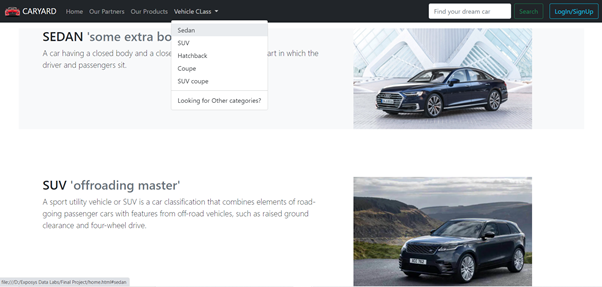 CARYARD Home Our Partners Our Products Vehicle CLass Find your dream car Search LogIn/SignUp
SEDAN 'some extra bo
Sedan
SUV
Hatchback
Coupe
SUV coupe
Looking for Other categories?
A car having a closed body and a close
art in which the
driver and passengers sit.
SUV 'offroading master'
A sport utility vehicle or SUV is a car classification that combines elements of road-
going passenger cars with features from off-road vehicles, such as raised ground
clearance and four-wheel drive.
file:///D:/Exposys Data Labs/Final Project/home.html#sedan